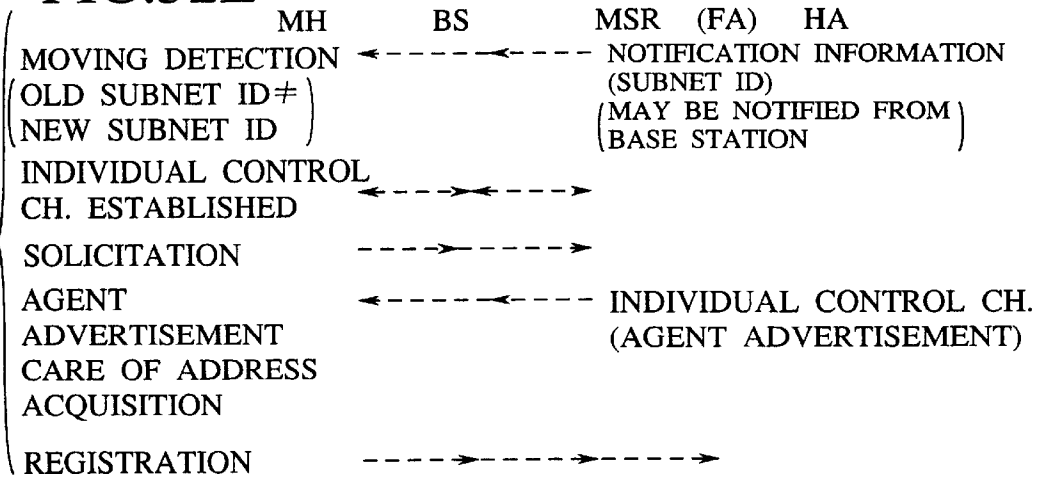 MH BS MSR (FA) HA
MOVING DETECTION NOTIFICATION INFORMATION
(SUBNET ID)
(OLD SUBNET ID≠
NEW SUBNET ID)
(MAY BE NOTIFIED FROM
BASE STATION)
INDIVIDUAL CONTROL
CH. ESTABLISHED
SOLICITATION
AGENT INDIVIDUAL CONTROL CH.
ADVERTISEMENT (AGENT ADVERTISEMENT)
CARE OF ADDRESS
ACQUISITION
REGISTRATION